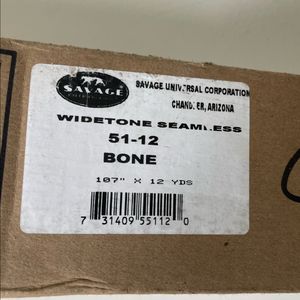 SAVAGE
SAVAGE UNIVERSAL CORPORATION
CHANDLER, ARIZONA
WIDETONE SEAMLESS
51-12
BONE
107" X 12 YDS
7 31409 55112 0